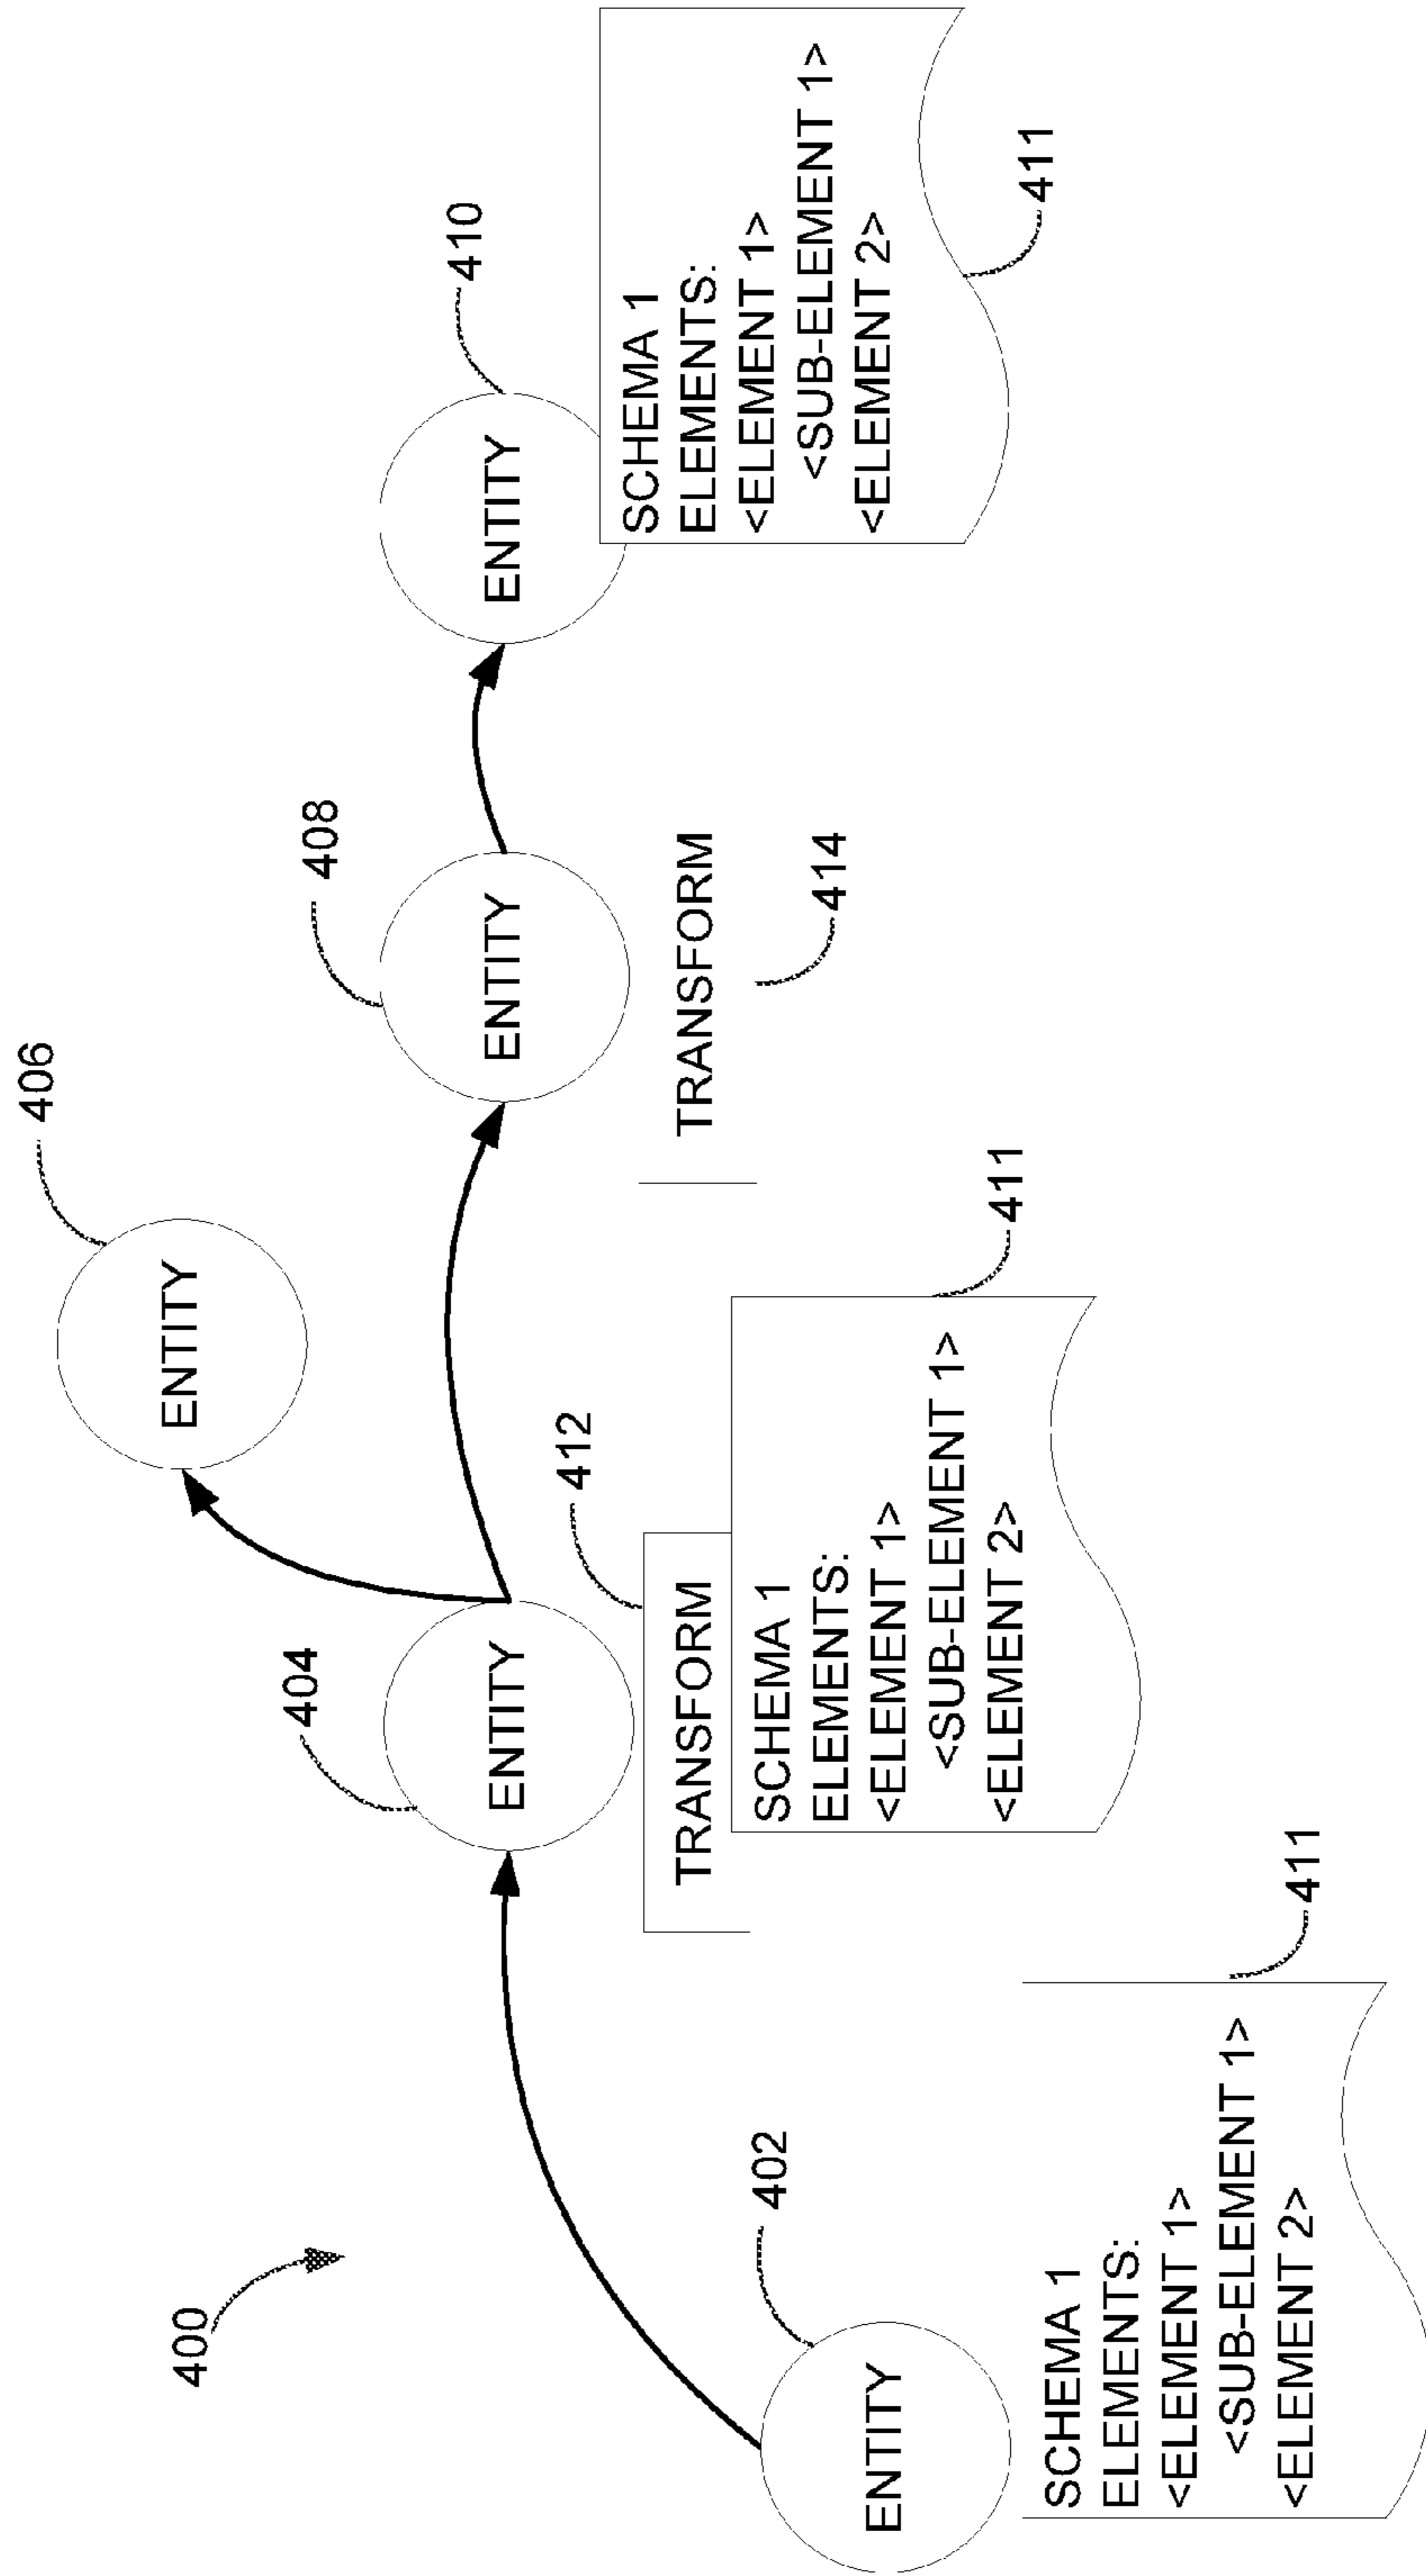 400
402
ENTITY
SCHEMA 1
ELEMENTS:
<ELEMENT 1>
<SUB-ELEMENT 1>
<ELEMENT 2>
411
404
ENTITY
412
TRANSFORM
SCHEMA 1
ELEMENTS:
<ELEMENT 1>
<SUB-ELEMENT 1>
<ELEMENT 2>
411
406
ENTITY
408
ENTITY
TRANSFORM
414
410
ENTITY
SCHEMA 1
ELEMENTS:
<ELEMENT 1>
<SUB-ELEMENT 1>
<ELEMENT 2>
411